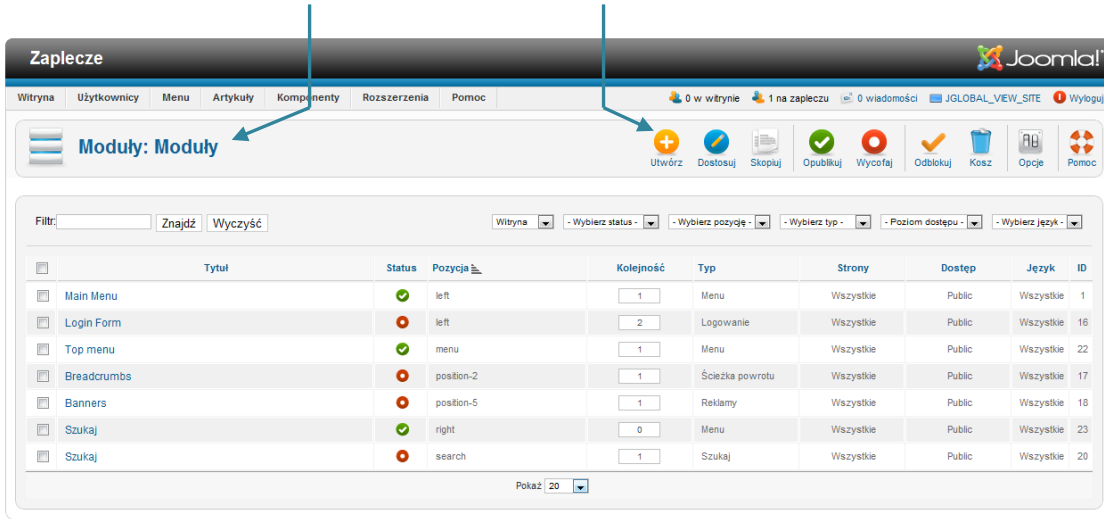 Zaplecze
Joomla!
Witryna Użytkownicy Menu Artykuły Komponenty Rozszerzenia Pomoc 0 w witrynie 1 na zapleczu 0 wiadomości JGLOBAL_VIEW_SITE Wyloguj
Moduły: Moduły
Utwórz Dostosuj Skopiuj Opublikuj Wycofaj Odblokuj Kosz Opcje Pomoc
Filtr: Znajdź Wyczyść Witryna - Wybierz status - - Wybierz pozycję - - Wybierz typ - - Poziom dostępu - - Wybierz język -
Tytuł Status Pozycja Kolejność Typ Strony Dostęp Język ID
Main Menu left 1 Menu Wszystkie Public Wszystkie 1
Login Form left 2 Logowanie Wszystkie Public Wszystkie 16
Top menu menu 1 Menu Wszystkie Public Wszystkie 22
Breadcrumbs position-2 1 Ścieżka powrotu Wszystkie Public Wszystkie 17
Banners position-5 1 Reklamy Wszystkie Public Wszystkie 18
Szukaj right 0 Menu Wszystkie Public Wszystkie 23
Szukaj search 1 Szukaj Wszystkie Public Wszystkie 20
Pokaż 20